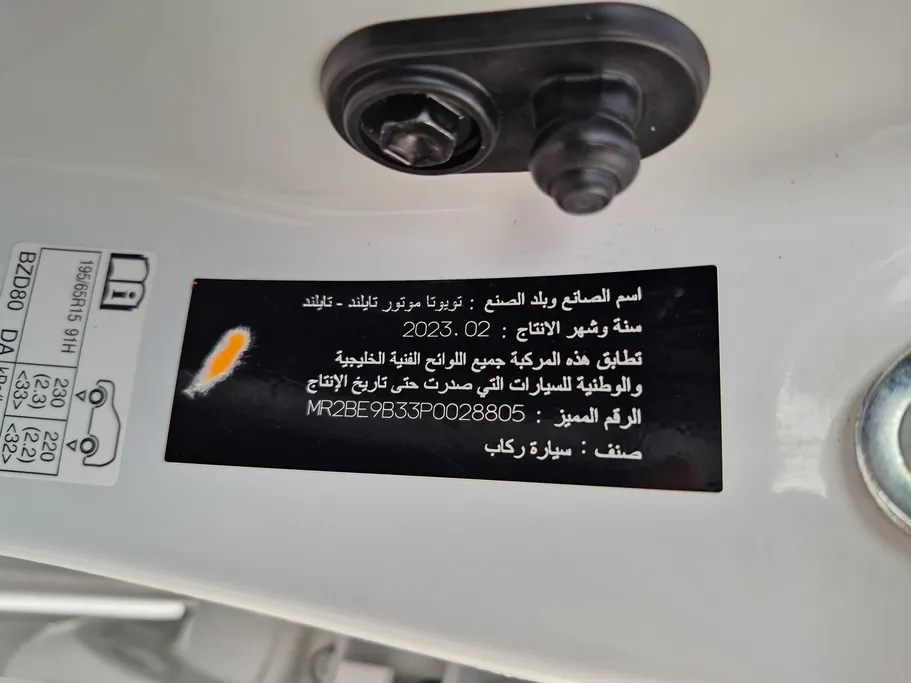 اسم الصانع وبلد الصنع : تويوتا موتور تايلند - تايلند
سنة وشهر الانتاج : 2023.02
تطابق هذه المركبة جميع اللوائح الفنية الخليجية
والوطنية للسيارات التي صدرت حتى تاريخ الإنتاج
الرقم المميز : MR2BE9B33P0028805
صنف : سيارة ركاب
195/65R15 91H
BZD80 DA
230
(2.3)
<33>
220
(2.2)
<32>